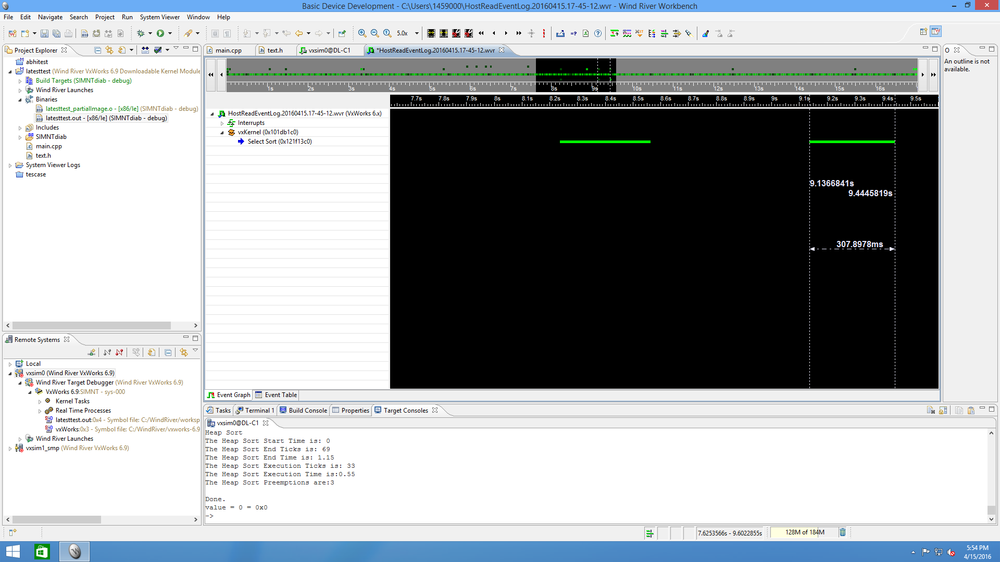 Basic Device Development - C:\Users\1459000\HostReadEventLog.20160415.17-45-12.wvr - Wind River Workbench
File Edit Navigate Search Project Run System Viewer Window Help
5.0x
Project Explorer
abhitest
latesttest (Wind River VxWorks 6.9 Downloadable Kernel Module
Build Targets (SIMNTdiab - debug)
Wind River Launches
Binaries
latesttest_partialImage.o - [x86/le] (SIMNTdiab - debug)
latesttest.out - [x86/le] (SIMNTdiab - debug)
Includes
SIMNTdiab
main.cpp
text.h
System Viewer Logs
tescase
main.cpp text.h vxsim0@DL-C1 *HostReadEventLog.20160415.17-45-12.wvr
1s 2s 3s 4s 5s 6s 7s 8s 9s 10s 11s 12s 13s 14s 15s 16s
7.7s 7.8s 7.9s 8s 8.1s 8.2s 8.3s 8.4s 8.5s 8.6s 8.7s 8.8s 8.9s 9s 9.1s 9.2s 9.3s 9.4s 9.5s
HostReadEventLog.20160415.17-45-12.wvr (VxWorks 6.x)
Interrupts
vxKernel (0x101db1c0)
Select Sort (0x121f13c0)
9.1366841s
9.4445819s
307.8978ms
Event Graph Event Table
O
An outline is not
available.
Remote Systems
Local
vxsim0 (Wind River VxWorks 6.9)
Wind River Target Debugger (Wind River VxWorks 6.9)
VxWorks 6.9:SIMNT - sys-000
Kernel Tasks
Real Time Processes
latesttest.out:0x4 - Symbol file: C:/WindRiver/worksp
vxWorks:0x3 - Symbol file: C:/WindRiver/vxworks-6.9
Wind River Launches
vxsim1_smp (Wind River VxWorks 6.9)
Tasks Terminal 1 Build Console Properties Target Consoles
vxsim0@DL-C1
Heap Sort
The Heap Sort Start Time is: 0
The Heap Sort End Ticks is: 69
The Heap Sort End Time is: 1.15
The Heap Sort Execution Ticks is: 33
The Heap Sort Execution Time is:0.55
The Heap Sort Preemptions are:3
Done.
value = 0 = 0x0
->
7.6253566s - 9.6022855s 128M of 184M
5:54 PM
4/15/2016